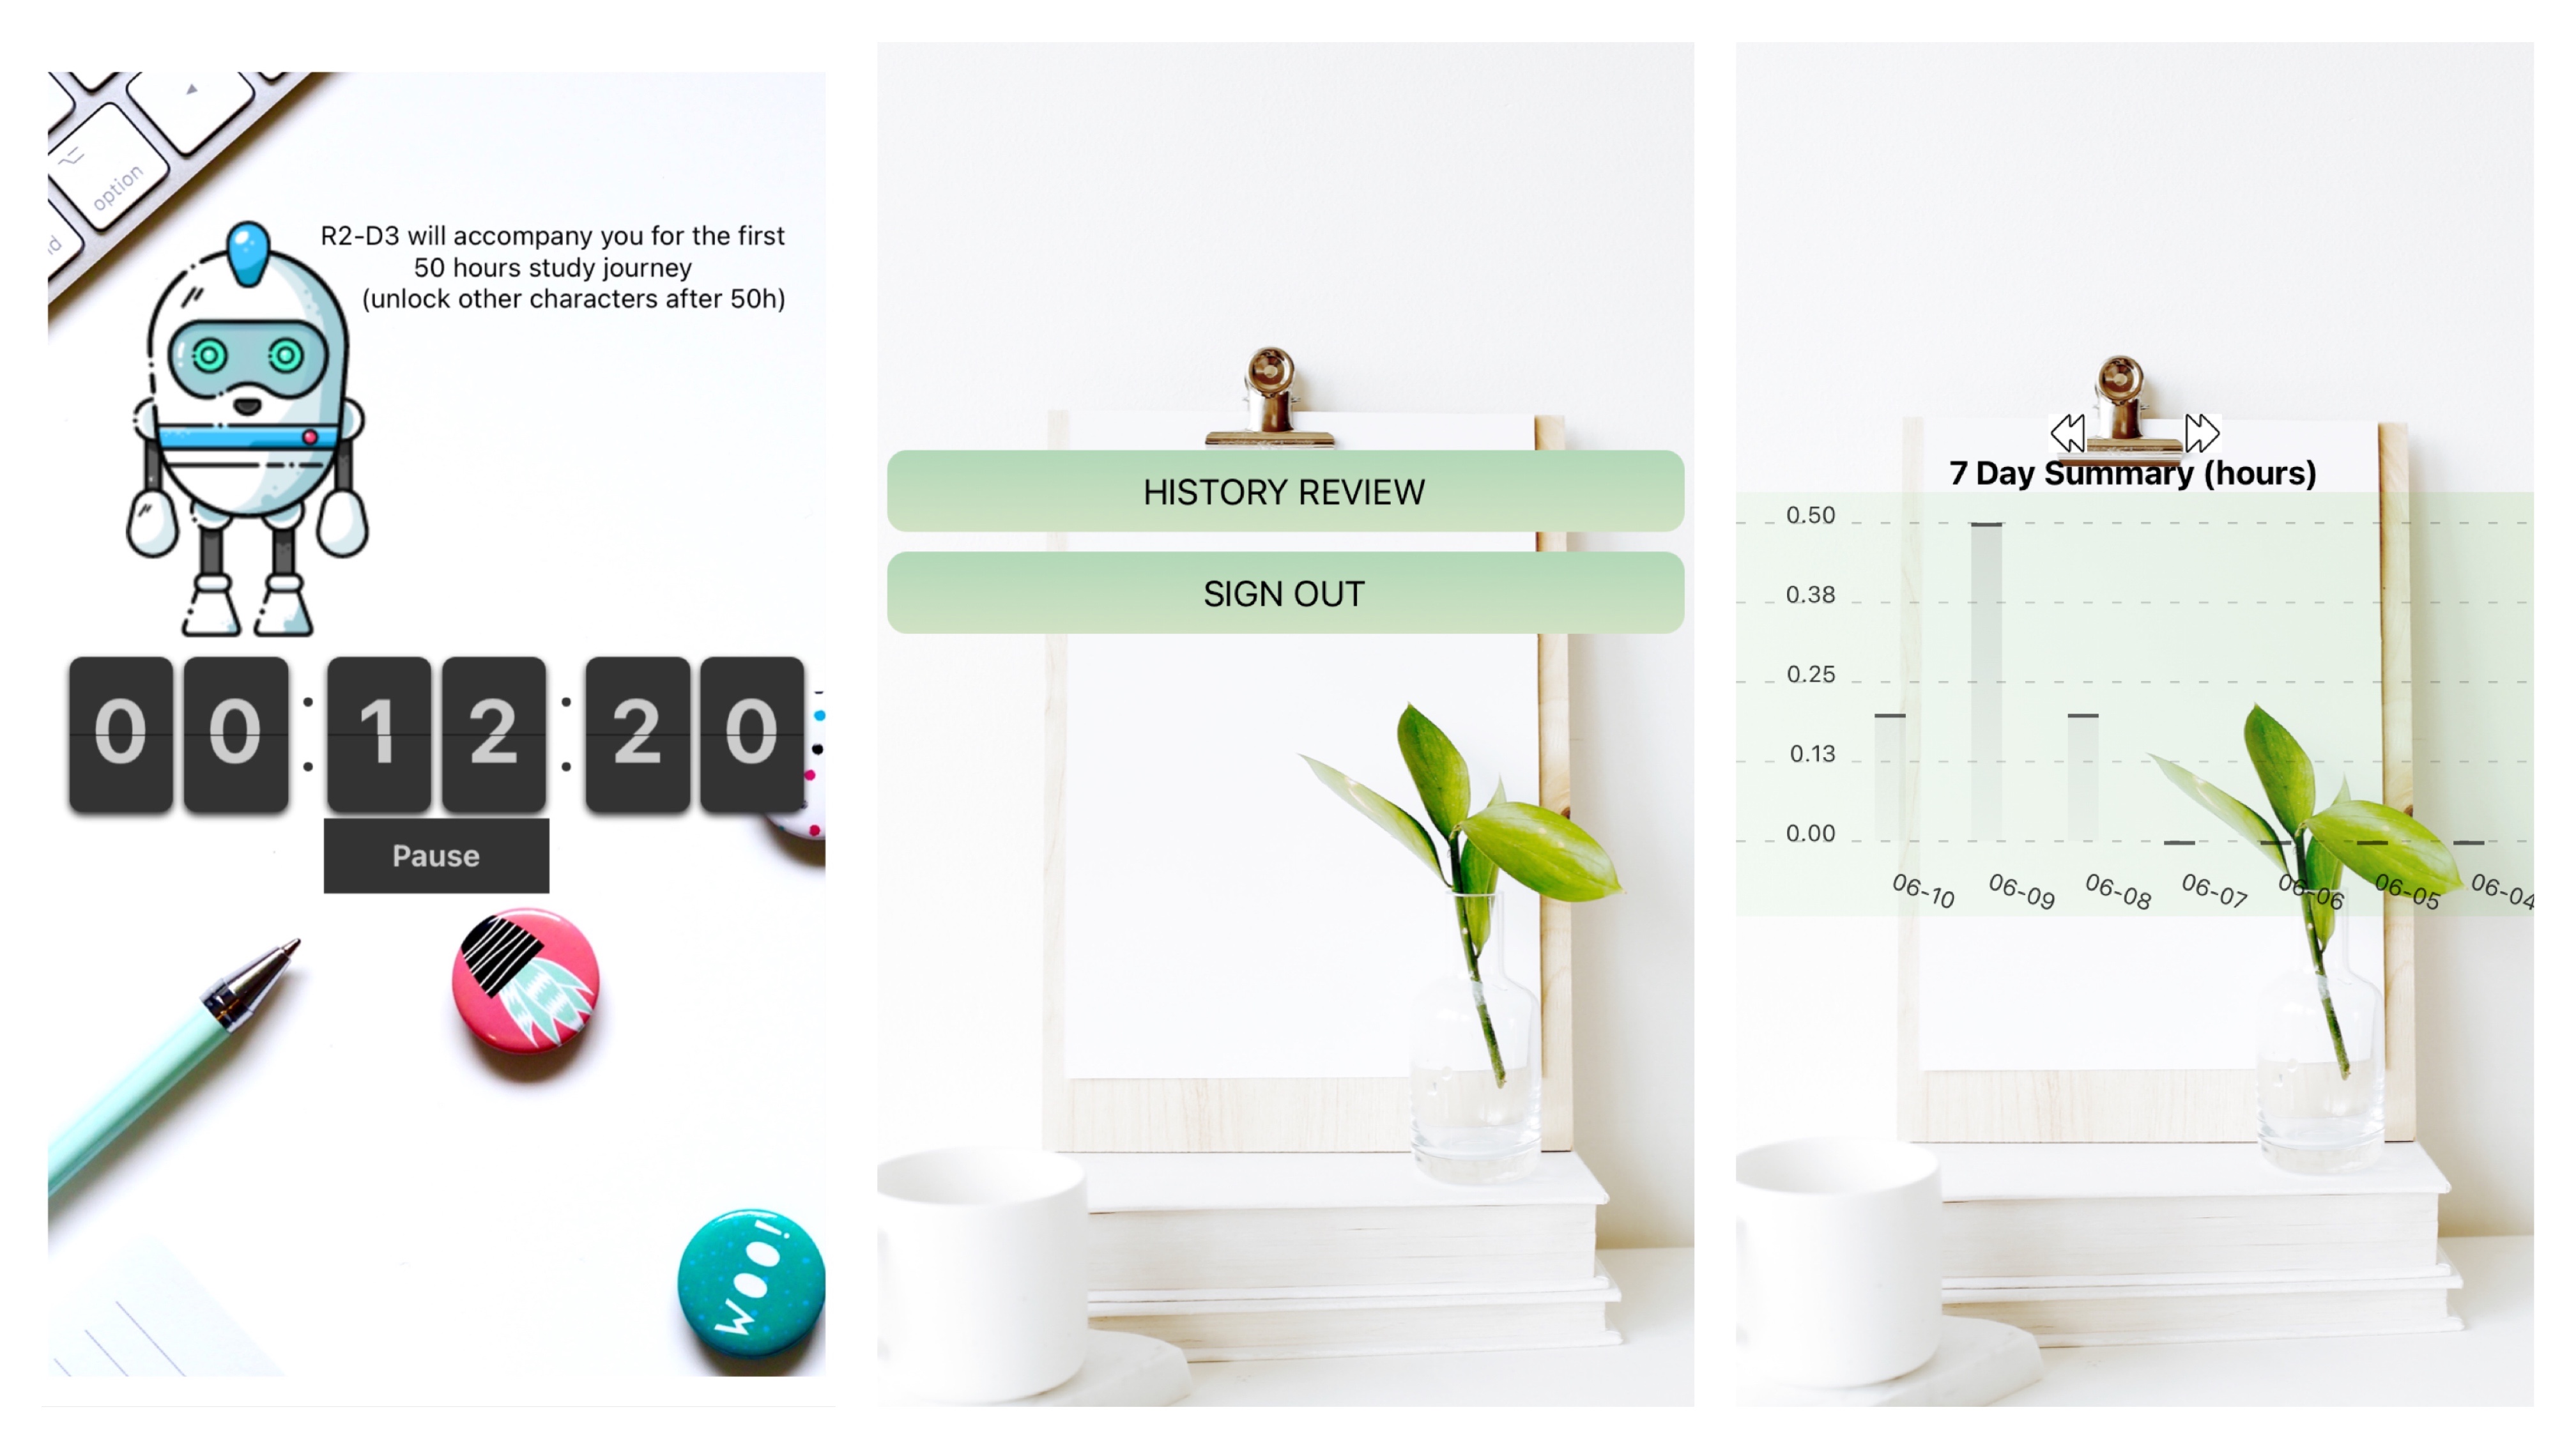 option
R2-D3 will accompany you for the first
50 hours study journey
(unlock other characters after 50h)
00:12:20
Pause
WOO!
HISTORY REVIEW
SIGN OUT
7 Day Summary (hours)
0.50
0.38
0.25
0.13
0.00
06-10 06-09 06-08 06-07 06-06 06-05 06-04